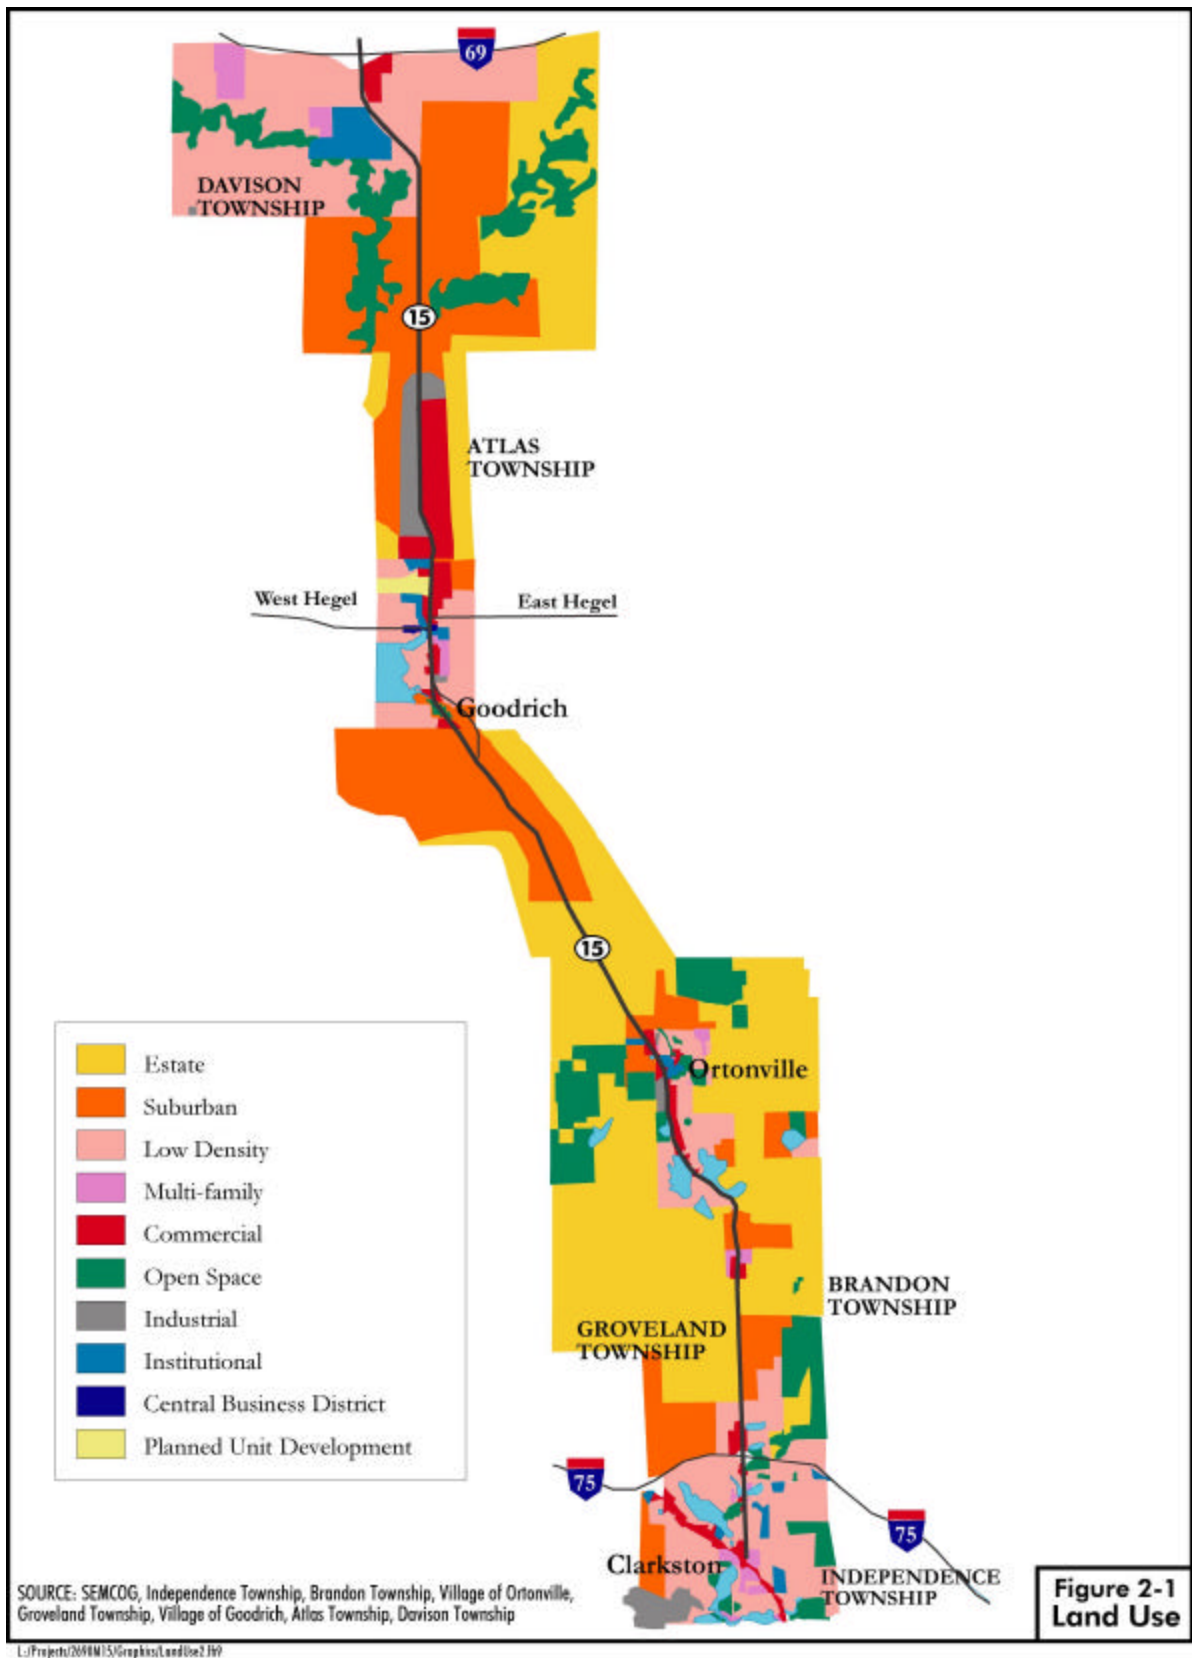 69
DAVISON
TOWNSHIP
15
ATLAS
TOWNSHIP
West Hegel
East Hegel
Goodrich
15
Ortonville
Estate
Suburban
Low Density
Multi-family
Commercial
Open Space
Industrial
Institutional
Central Business District
Planned Unit Development
BRANDON
TOWNSHIP
GROVELAND
TOWNSHIP
75
75
Clarkston
INDEPENDENCE
TOWNSHIP
SOURCE: SEMCOG, Independence Township, Brandon Township, Village of Ortonville,
Groveland Township, Village of Goodrich, Atlas Township, Davison Township
Figure 2-1
Land Use